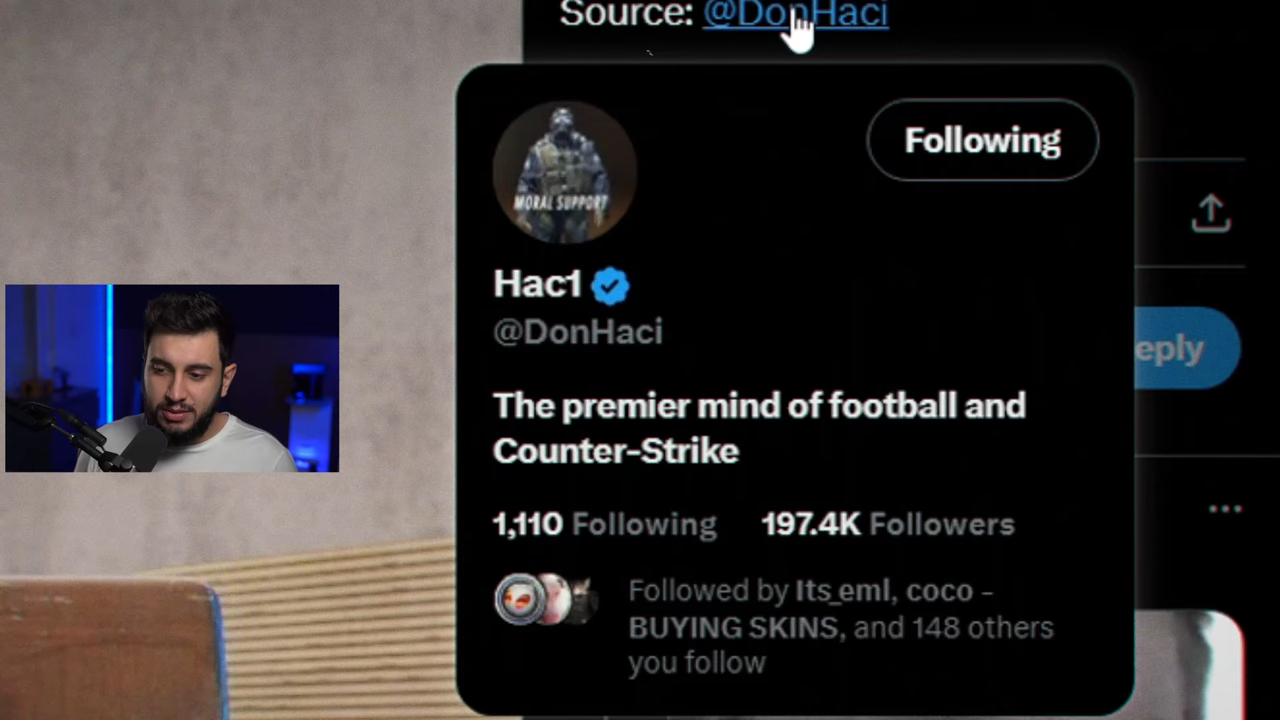 Source: @DonHaci
Following
MORAL SUPPORT
Hac1
@DonHaci
eply
The premier mind of football and
Counter-Strike
1,110 Following 197.4K Followers
Followed by Its_eml, coco -
BUYING SKINS, and 148 others
you follow